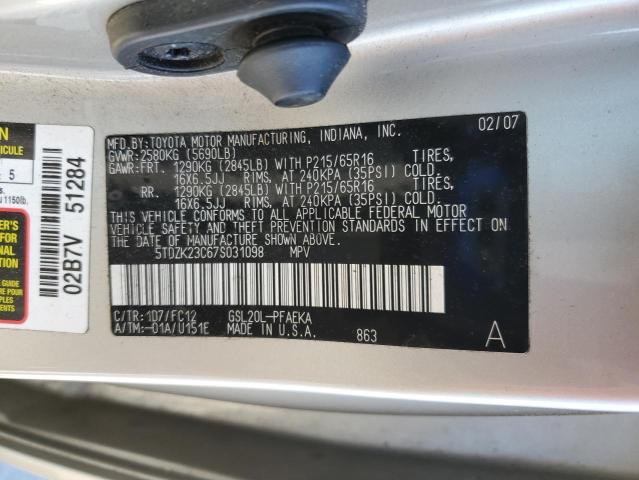 MFD.BY:TOYOTA MOTOR MANUFACTURING, INDIANA, INC. 02/07
GVWR:2580KG (5690LB)
GAWR:FRT. 1290KG (2845LB) WITH P215/65R16 TIRES,
16X6.5JJ RIMS, AT 240KPA (35PSI) COLD.
RR. 1290KG (2845LB) WITH P215/65R16 TIRES,
16X6.5JJ RIMS, AT 240KPA (35PSI) COLD.
THIS VEHICLE CONFORMS TO ALL APPLICABLE FEDERAL MOTOR
VEHICLE SAFETY AND THEFT PREVENTION STANDARDS IN EFFECT ON
THE DATE OF MANUFACTURE SHOWN ABOVE.
5TDZK23C67S031098 MPV
C/TR:1D7/FC12 GSL20L-PFAEKA
A/TM:-01A/U151E MADE IN U.S.A. 863 A
02B7V 51284
5
1150lb.